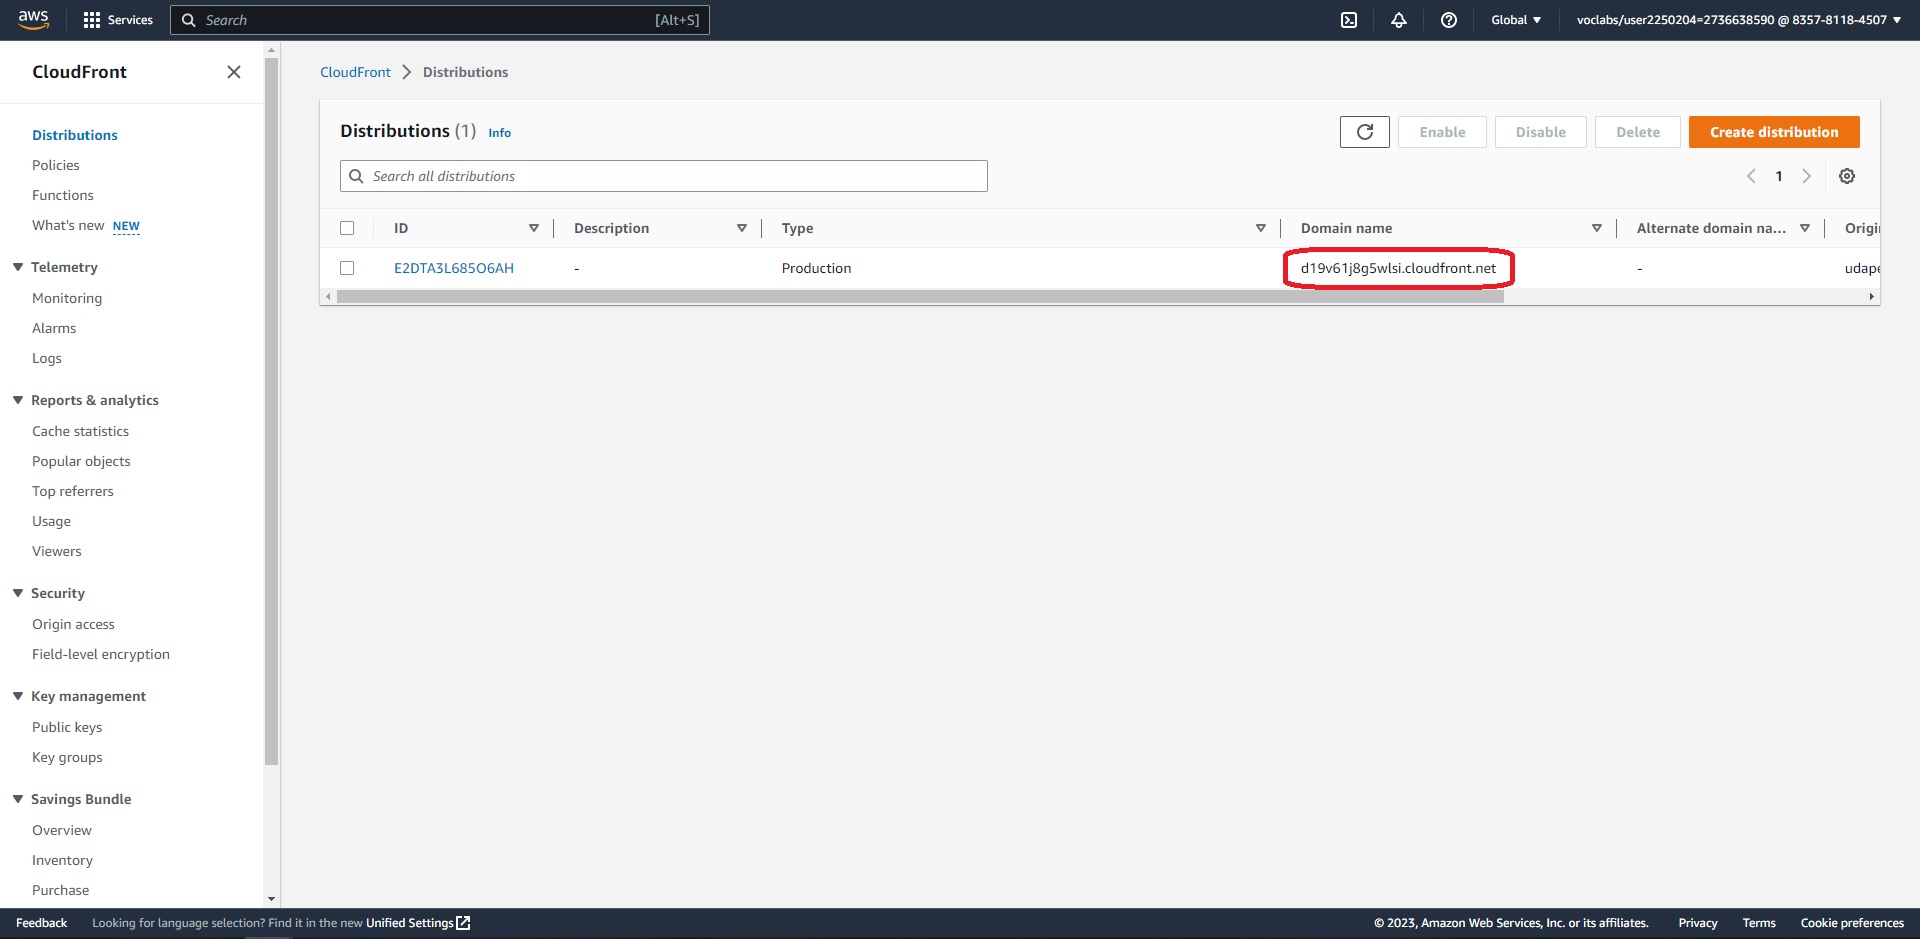 aws
Services
Search
[Alt+S]
Global
voclabs/user2250204=2736638590 @ 8357-8118-4507
CloudFront
Distributions
Policies
Functions
What's new NEW
Telemetry
Monitoring
Alarms
Logs
Reports & analytics
Cache statistics
Popular objects
Top referrers
Usage
Viewers
Security
Origin access
Field-level encryption
Key management
Public keys
Key groups
Savings Bundle
Overview
Inventory
Purchase
CloudFront > Distributions
Distributions (1) Info
Enable
Disable
Delete
Create distribution
Search all distributions
1
ID
Description
Type
Domain name
Alternate domain na...
Origi
E2DTA3L685O6AH
-
Production
d19v61j8g5wlsi.cloudfront.net
-
udape
Feedback
Looking for language selection? Find it in the new Unified Settings
© 2023, Amazon Web Services, Inc. or its affiliates.
Privacy
Terms
Cookie preferences